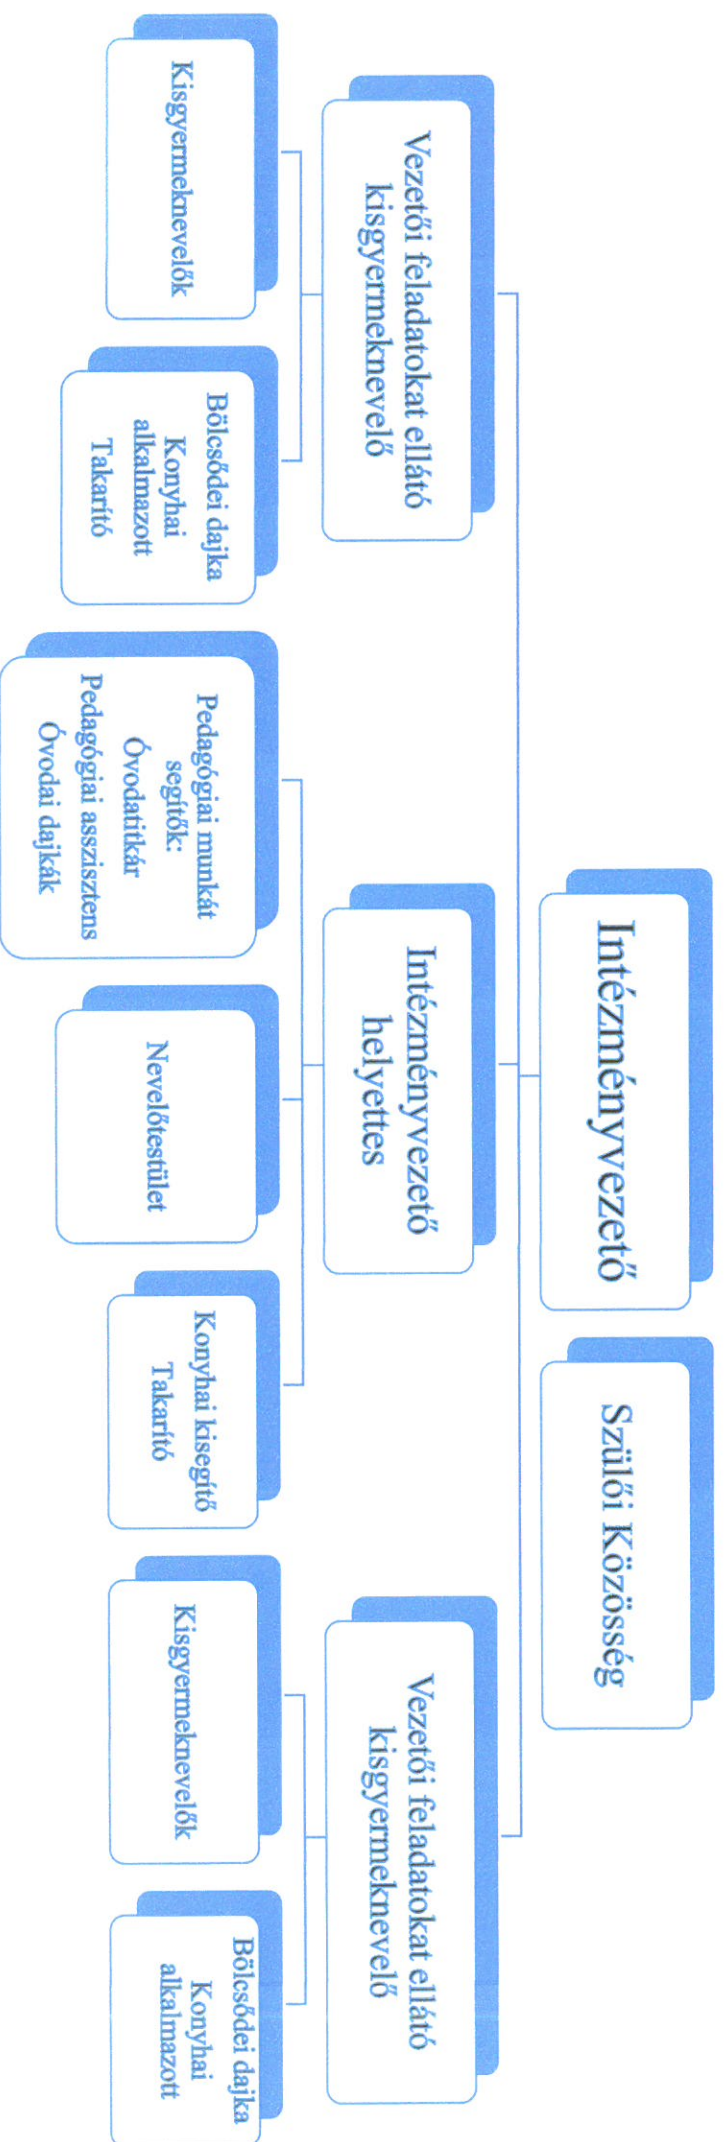 Intézményvezető
Szülői Közösség
Vezetői feladatokat ellátó
kisgyermeknevelő
Intézményvezető
helyettes
Vezetői feladatokat ellátó
kisgyermeknevelő
Kisgyermeknevelők
Bölcsődei dajka
Konyhai
alkalmazott
Takarító
Pedagógiai munkát
segítők:
Óvodatitkár
Pedagógiai asszisztens
Óvodai dajkák
Nevelőtestület
Konyhai kisegítő
Takarító
Kisgyermeknevelők
Bölcsődei dajka
Konyhai
alkalmazott